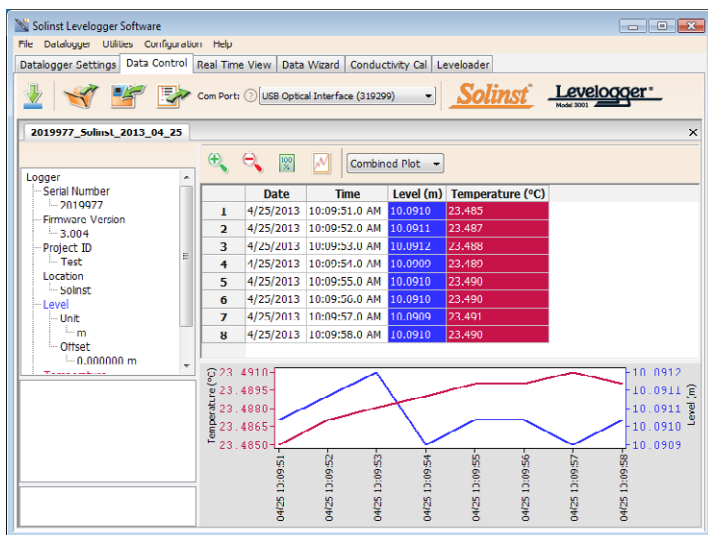 Solinst Levelogger Software
File Datalogger Utilities Configuration Help
Datalogger Settings Data Control Real Time View Data Wizard Conductivity Cal Leveloader
Com Port: ? USB Optical Interface (319299) Solinst Levelogger
Model 3001
2019977_Solinst_2013_04_25
100 % Combined Plot
Logger
Serial Number
2019977
Firmware Version
3.004
Project ID
Test
Location
Solinst
Level
Unit
m
Offset
0.000000 m
Temperature
Date Time Level (m) Temperature (°C)
1 4/25/2013 10:09:51.0 AM 10.0910 23.485
2 4/25/2013 10:09:52.0 AM 10.0911 23.487
3 4/25/2013 10:09:53.0 AM 10.0912 23.488
4 4/25/2013 10:09:54.0 AM 10.0909 23.489
5 4/25/2013 10:09:55.0 AM 10.0910 23.490
6 4/25/2013 10:09:56.0 AM 10.0910 23.490
7 4/25/2013 10:09:57.0 AM 10.0909 23.491
8 4/25/2013 10:09:58.0 AM 10.0910 23.490
Temperature (°C)
23.4910
23.4895
23.4880
23.4865
23.4850
10.0912
10.0911
10.0911
10.0910
10.0909
Level (m)
04/25 10:09:51
04/25 10:09:52
04/25 10:09:53
04/25 10:09:54
04/25 10:09:55
04/25 10:09:56
04/25 10:09:57
04/25 10:09:58